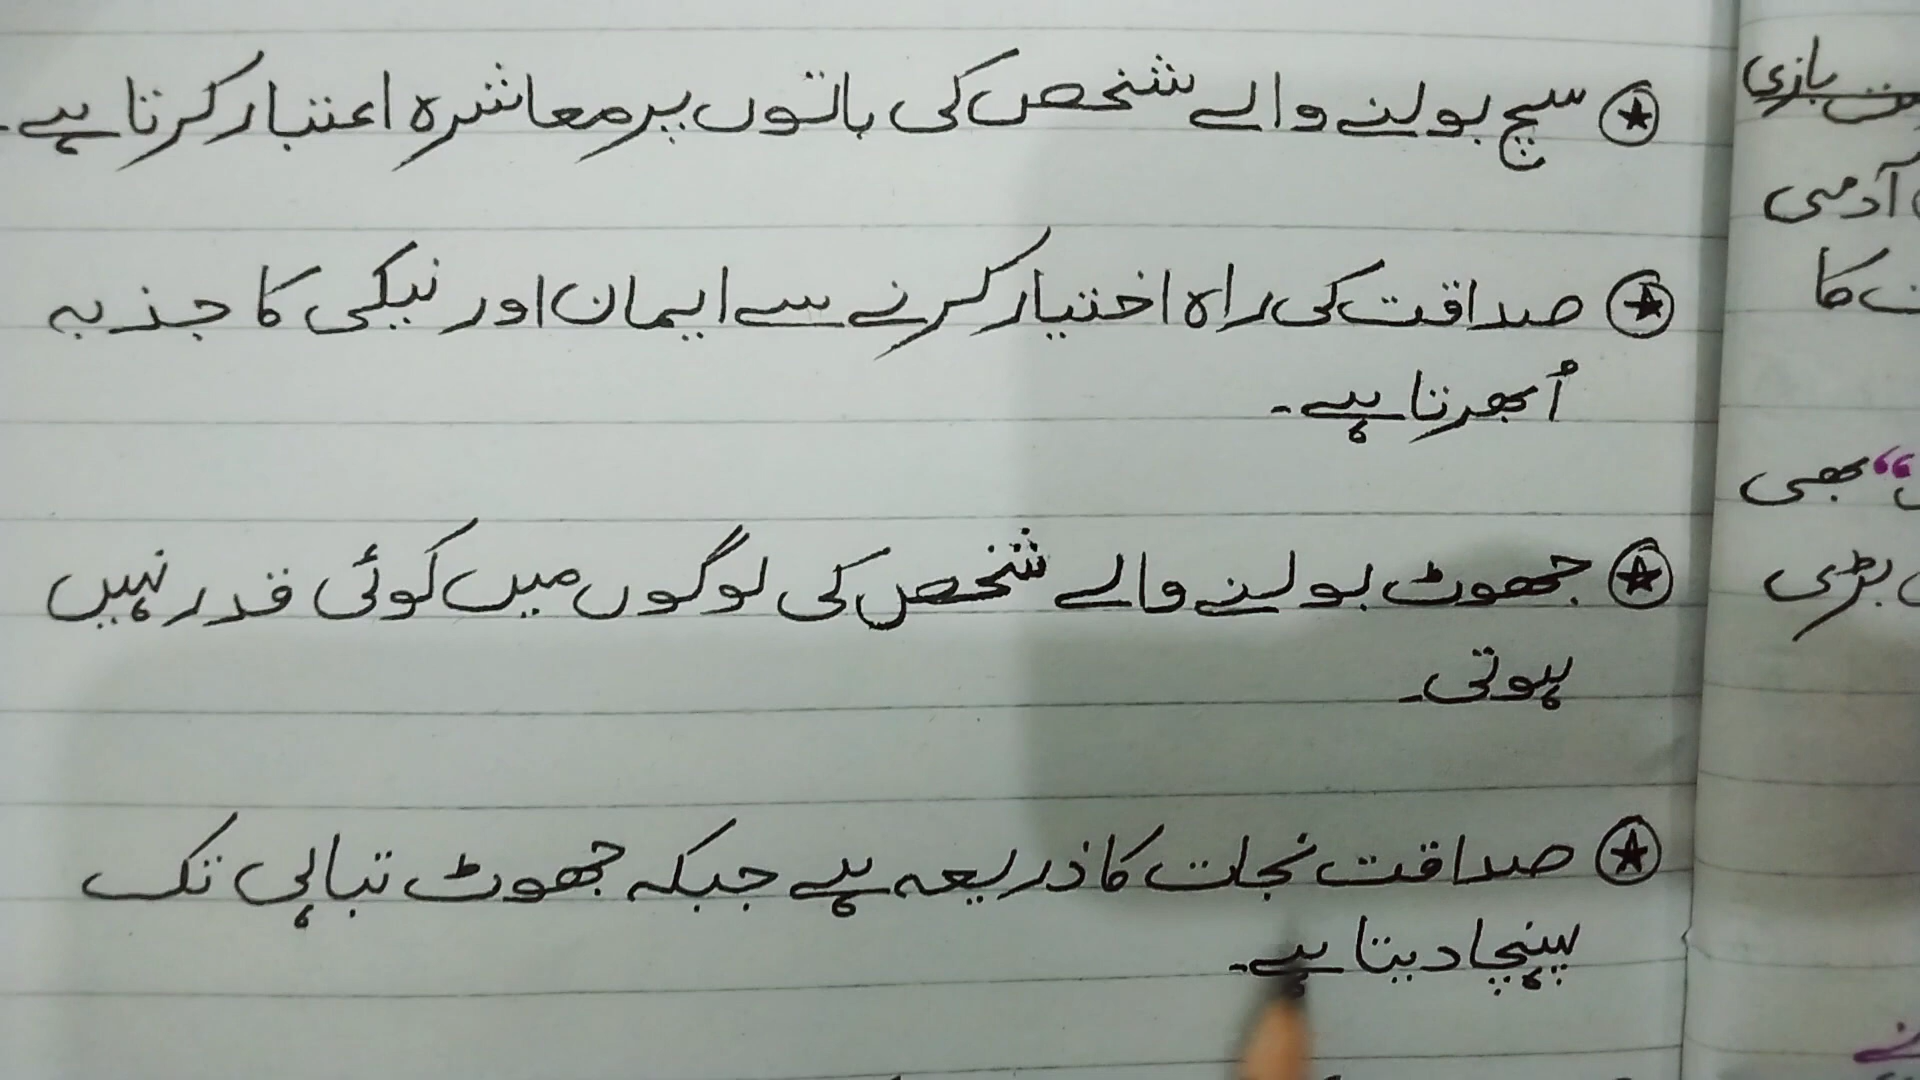 سچ بولنے والے شخص کی باتوں پر معاشرہ اعتبار کرتا ہے۔
صداقت کی راہ اختیار کرنے سے ایمان اور نیکی کا جذبہ
اُبھرتا ہے۔
جھوٹ بولنے والے شخص کی لوگوں میں کوئی قدر نہیں
ہوتی۔
صداقت نجات کا ذریعہ ہے جبکہ جھوٹ تباہی تک
پہنچا دیتا ہے۔
بازی
آدمی
کا
بھی
بڑی